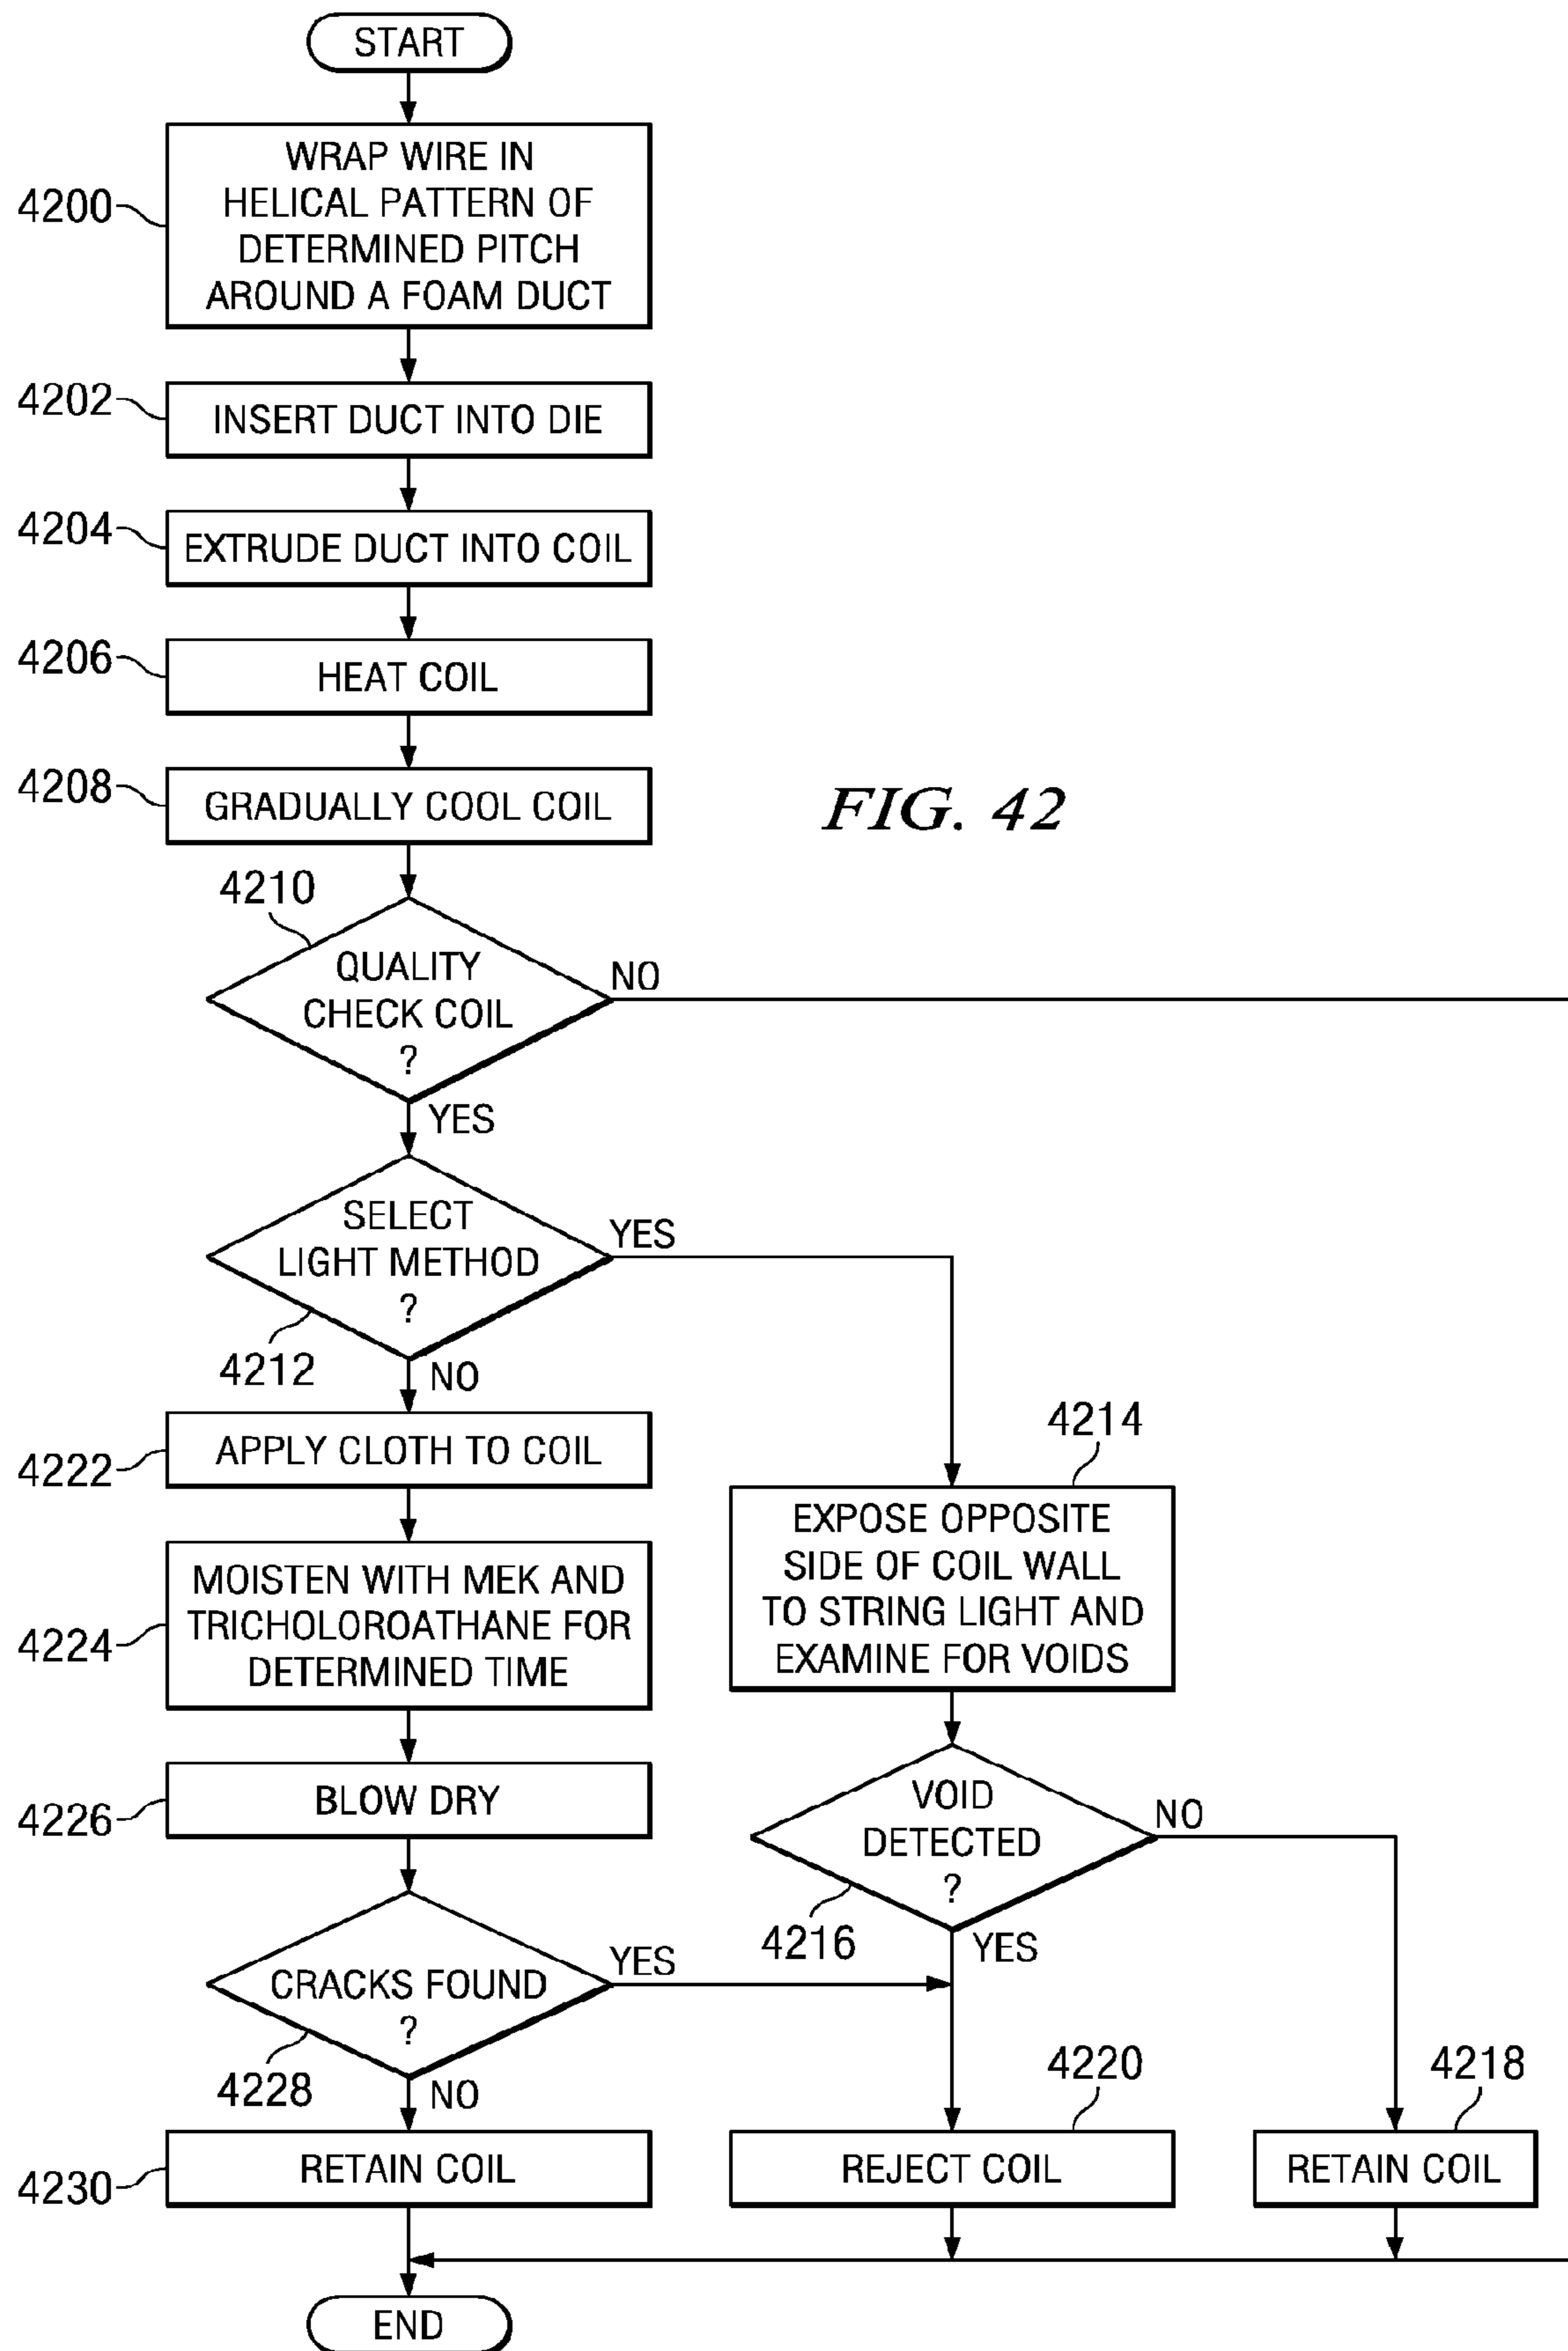 START
WRAP WIRE IN
HELICAL PATTERN OF
DETERMINED PITCH
AROUND A FOAM DUCT
4200
4202
INSERT DUCT INTO DIE
4204
EXTRUDE DUCT INTO COIL
4206
HEAT COIL
4208
GRADUALLY COOL COIL
FIG. 42
4210
QUALITY
CHECK COIL
?
NO
YES
SELECT
LIGHT METHOD
?
YES
4212
NO
4222
APPLY CLOTH TO COIL
4214
EXPOSE OPPOSITE
SIDE OF COIL WALL
TO STRING LIGHT AND
EXAMINE FOR VOIDS
4224
MOISTEN WITH MEK AND
TRICHOLOROATHANE FOR
DETERMINED TIME
4226
BLOW DRY
VOID
DETECTED
?
NO
4216
YES
CRACKS FOUND
?
YES
4228
NO
4220
4218
4230
RETAIN COIL
REJECT COIL
RETAIN COIL
END